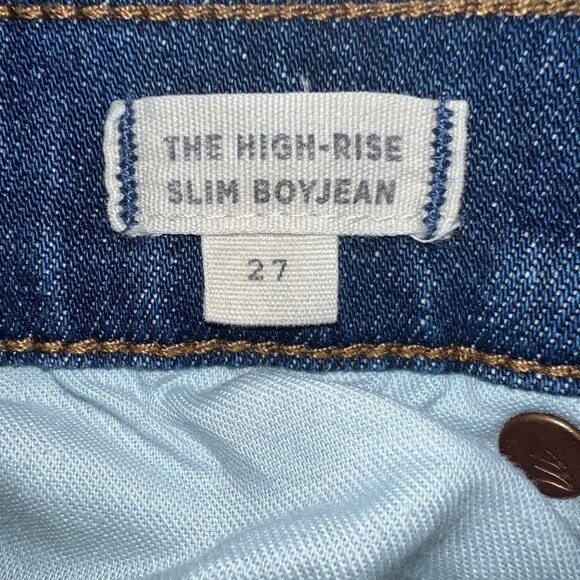 THE HIGH-RISE
SLIM BOYJEAN
27